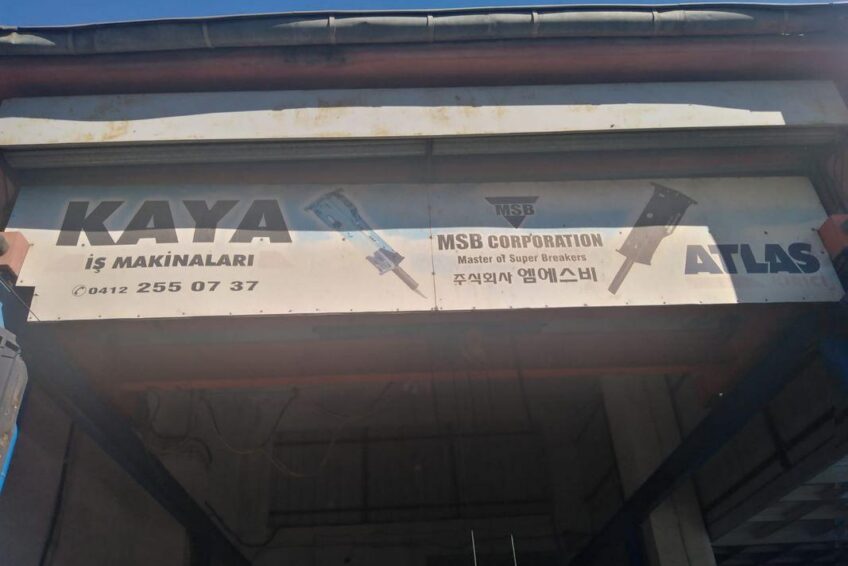 KAYA
İŞ MAKİNALARI
0412 255 07 37
MSB
MSB CORPORATION
Master of Super Breakers
주식회사 엠에스비
ATLAS